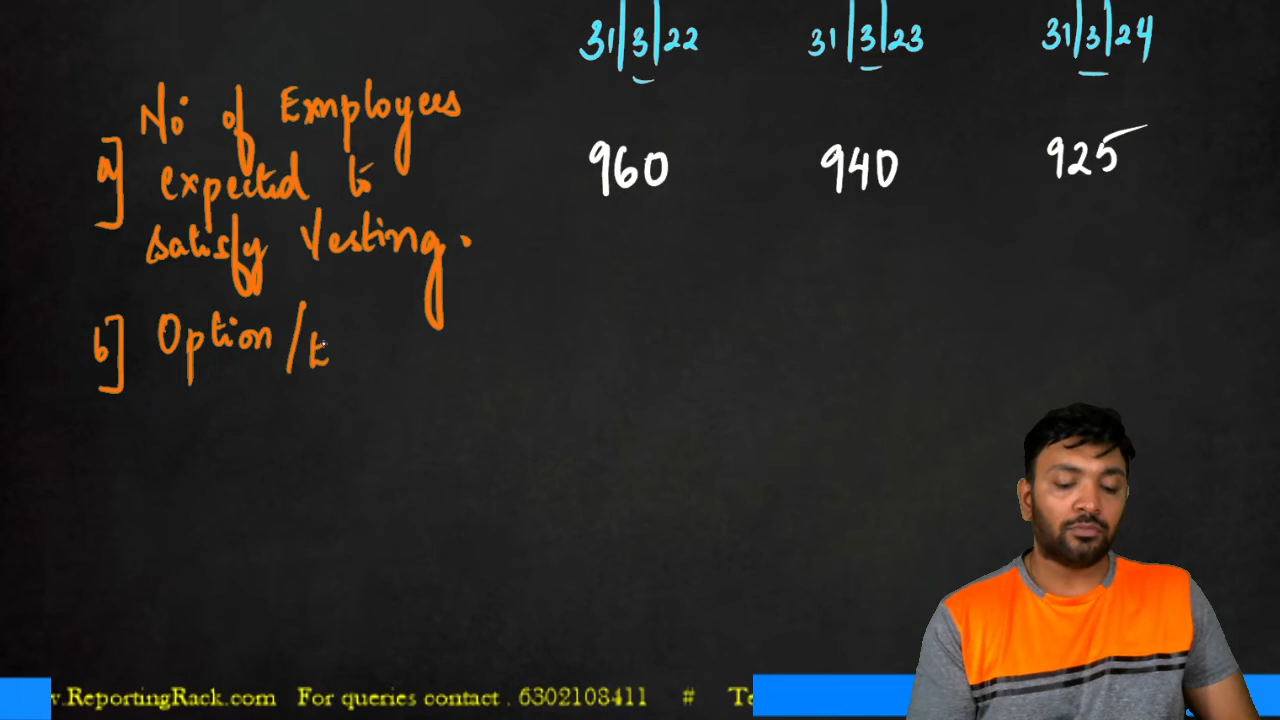 31|3|22 31|3|23 31|3|24
No of Employees
a] expected to
satisfy Vesting.
960 940 925
b] Option / E
w.ReportingRack.com For queries contact . 6302108411 # Te